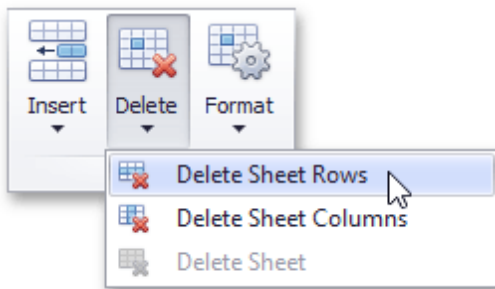 Insert Delete Format
Delete Sheet Rows
Delete Sheet Columns
Delete Sheet